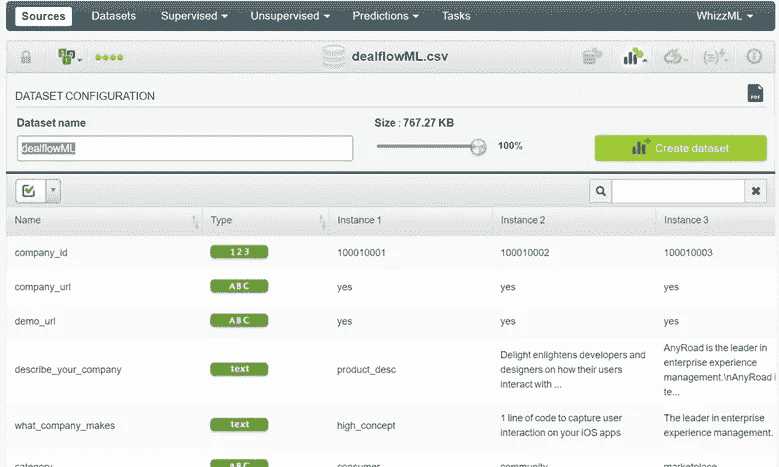 Sources Datasets Supervised Unsupervised Predictions Tasks WhizzML
dealflowML.csv
DATASET CONFIGURATION
PDF
Dataset name Size : 767.27 KB
dealflowML 100% Create dataset
Name Type Instance 1 Instance 2 Instance 3
company_id 1 2 3 100010001 100010002 100010003
company_url A B C yes yes yes
demo_url A B C yes yes yes
describe_your_company text product_desc Delight enlightens developers and designers on how their users interact with ... AnyRoad is the leader in enterprise experience management.\nAnyRoad i te...
what_company_makes text high_concept 1 line of code to capture user interaction on your iOS apps The leader in enterprise experience management.
category A B C consumer community marketplace